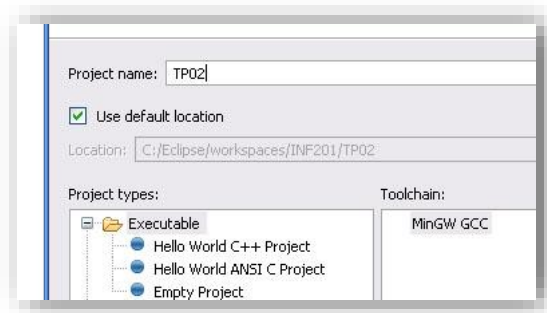 Project name: TP02
Use default location
Location: C:/Eclipse/workspaces/INF201/TP02
Project types: Toolchain:
Executable MinGW GCC
Hello World C++ Project
Hello World ANSI C Project
Empty Project